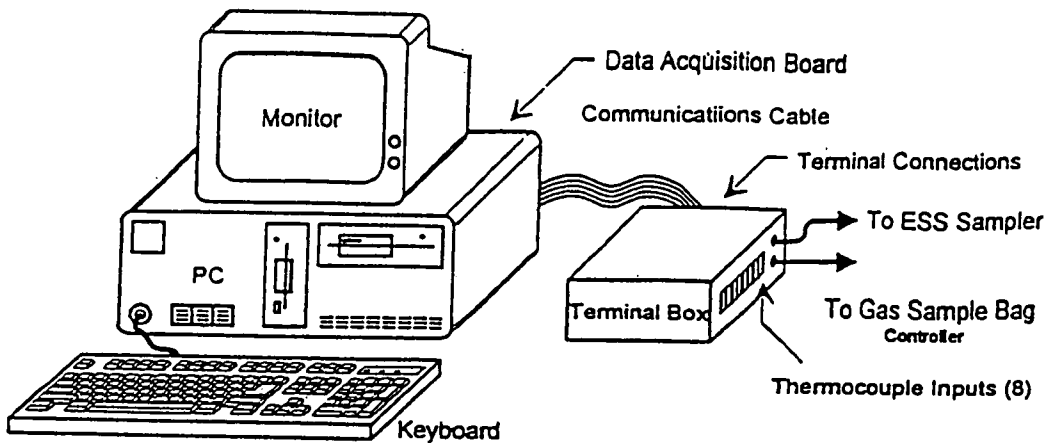 Data Acquisition Board
Monitor
Communicatiions Cable
Terminal Connections
To ESS Sampler
PC
Terminal Box
To Gas Sample Bag
Controller
Thermocouple Inputs (8)
Keyboard